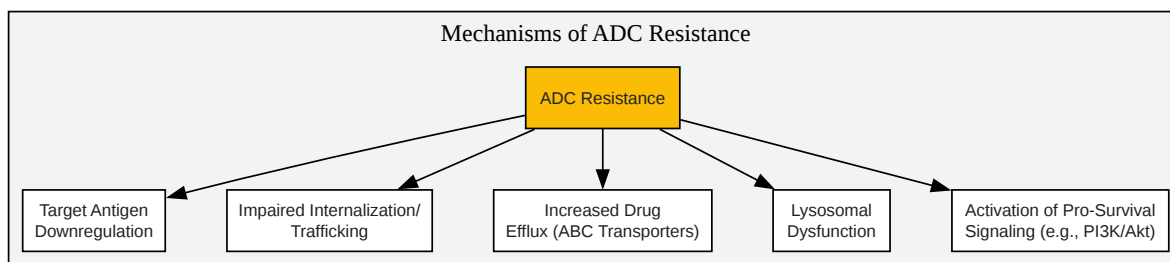 Mechanisms of ADC Resistance
ADC Resistance
Target Antigen
Downregulation
Impaired Internalization/
Trafficking
Increased Drug
Efflux (ABC Transporters)
Lysosomal
Dysfunction
Activation of Pro-Survival
Signaling (e.g., PI3K/Akt)